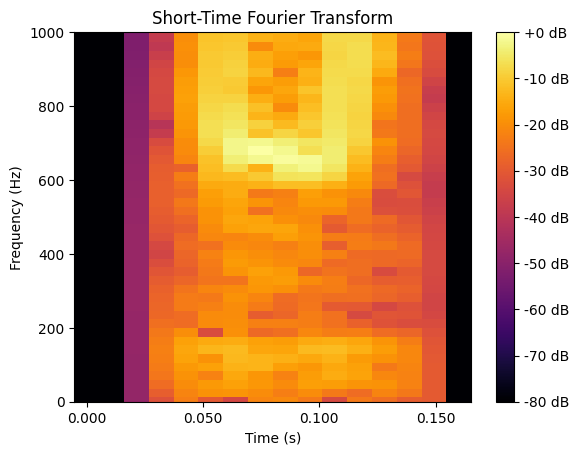 Short-Time Fourier Transform
1000
800
600
400
200
0
Frequency (Hz)
0.000
0.050
0.100
0.150
Time (s)
+0 dB
-10 dB
-20 dB
-30 dB
-40 dB
-50 dB
-60 dB
-70 dB
-80 dB